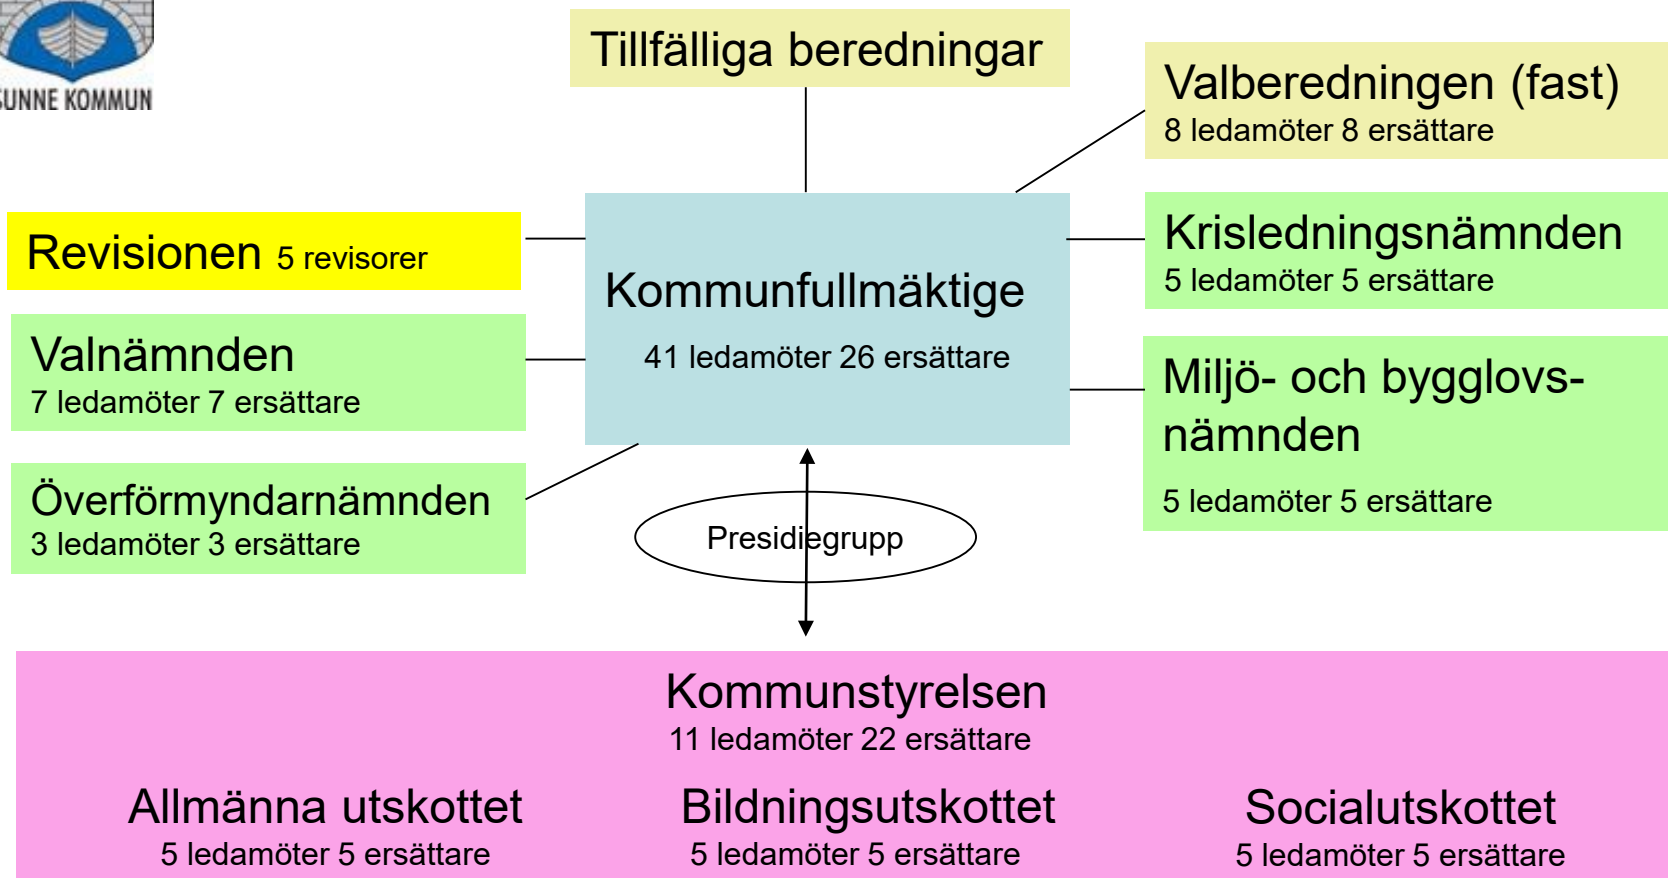 SUNNE KOMMUN
Tillfälliga beredningar
Valberedningen (fast)
8 ledamöter 8 ersättare
Revisionen 5 revisorer
Krisledningsnämnden
5 ledamöter 5 ersättare
Kommunfullmäktige
41 ledamöter 26 ersättare
Valnämnden
7 ledamöter 7 ersättare
Miljö- och bygglovs-
nämnden
5 ledamöter 5 ersättare
Överförmyndarnämnden
3 ledamöter 3 ersättare
Presidiegrupp
Kommunstyrelsen
11 ledamöter 22 ersättare
Allmänna utskottet
5 ledamöter 5 ersättare
Bildningsutskottet
5 ledamöter 5 ersättare
Socialutskottet
5 ledamöter 5 ersättare